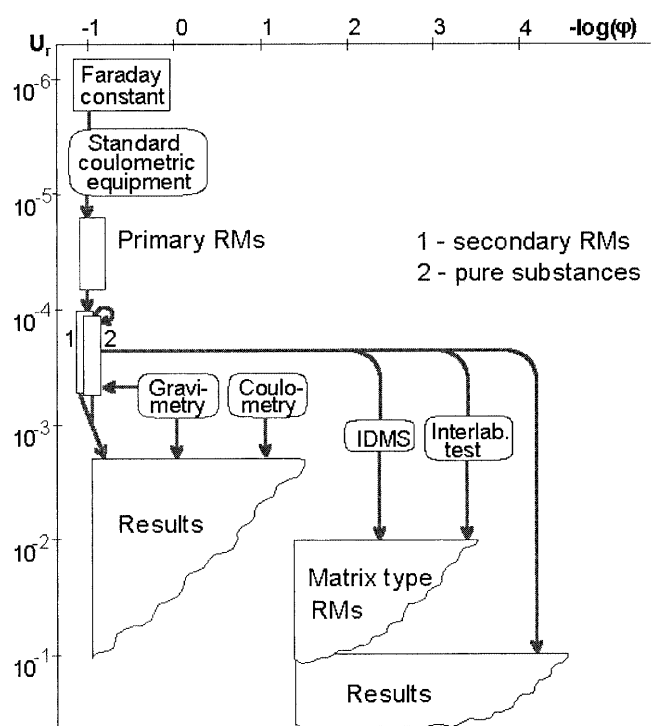 U_r -1 0 1 2 3 4 -log(φ)
10⁻⁶
Faraday
constant
Standard
coulometric
equipment
10⁻⁵
Primary RMs
1 - secondary RMs
2 - pure substances
10⁻⁴
1 2
Gravi-
metry
Coulo-
metry
10⁻³
IDMS
Interlab.
test
Results
10⁻²
Matrix type
RMs
10⁻¹
Results